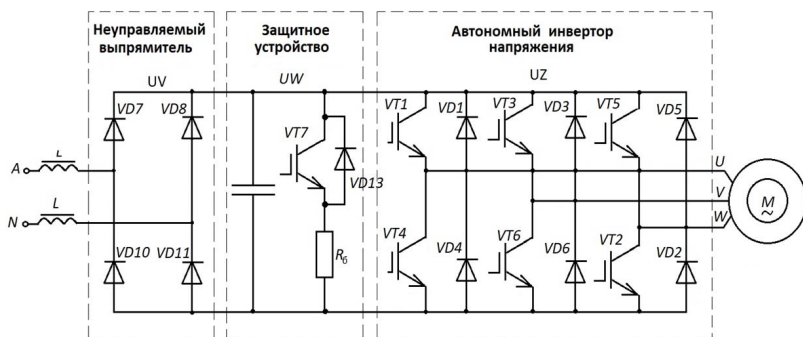 Неуправляемый
выпрямитель
Защитное
устройство
Автономный инвертор
напряжения
UV
UW
UZ
VD7
VD8
VT7
VD13
VT1
VD1
VT3
VD3
VT5
VD5
A
L
N
L
U
V
W
M
~
VD10
VD11
Rб
VT4
VD4
VT6
VD6
VT2
VD2